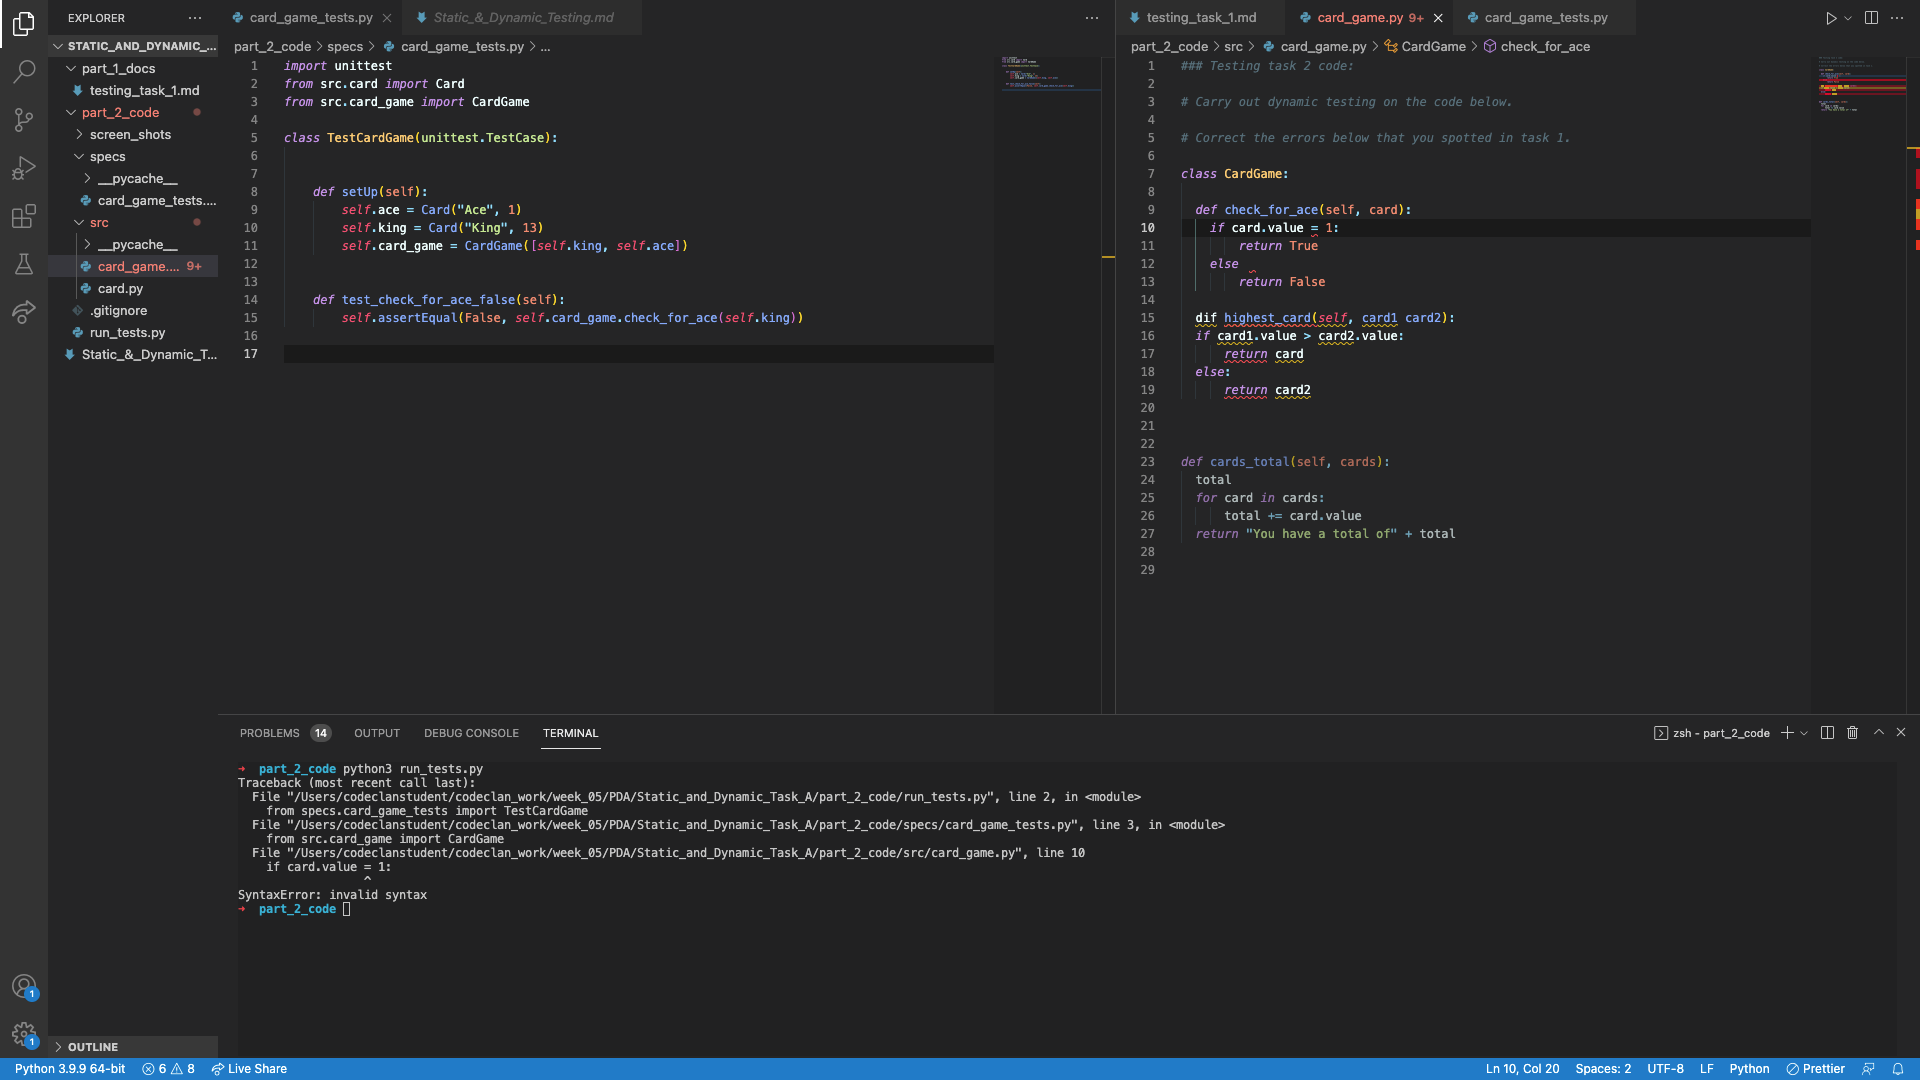 EXPLORER
STATIC_AND_DYNAMIC_...
part_1_docs
testing_task_1.md
part_2_code
screen_shots
specs
__pycache__
card_game_tests....
src
__pycache__
card_game.... 9+
card.py
.gitignore
run_tests.py
Static_&_Dynamic_T...
OUTLINE
card_game_tests.py
Static_&_Dynamic_Testing.md
part_2_code > specs > card_game_tests.py > ...
1 import unittest
2 from src.card import Card
3 from src.card_game import CardGame
4
5 class TestCardGame(unittest.TestCase):
6
7
8 def setUp(self):
9 self.ace = Card("Ace", 1)
10 self.king = Card("King", 13)
11 self.card_game = CardGame([self.king, self.ace])
12
13
14 def test_check_for_ace_false(self):
15 self.assertEqual(False, self.card_game.check_for_ace(self.king))
16
17
testing_task_1.md
card_game.py 9+
card_game_tests.py
part_2_code > src > card_game.py > CardGame > check_for_ace
1 ### Testing task 2 code:
2
3 # Carry out dynamic testing on the code below.
4
5 # Correct the errors below that you spotted in task 1.
6
7 class CardGame:
8
9 def check_for_ace(self, card):
10 if card.value = 1:
11 return True
12 else
13 return False
14
15 dif highest_card(self, card1 card2):
16 if card1.value > card2.value:
17 return card
18 else:
19 return card2
20
21
22
23 def cards_total(self, cards):
24 total
25 for card in cards:
26 total += card.value
27 return "You have a total of" + total
28
29
PROBLEMS 14 OUTPUT DEBUG CONSOLE TERMINAL
zsh - part_2_code
→ part_2_code python3 run_tests.py
Traceback (most recent call last):
File "/Users/codeclanstudent/codeclan_work/week_05/PDA/Static_and_Dynamic_Task_A/part_2_code/run_tests.py", line 2, in <module>
from specs.card_game_tests import TestCardGame
File "/Users/codeclanstudent/codeclan_work/week_05/PDA/Static_and_Dynamic_Task_A/part_2_code/specs/card_game_tests.py", line 3, in <module>
from src.card_game import CardGame
File "/Users/codeclanstudent/codeclan_work/week_05/PDA/Static_and_Dynamic_Task_A/part_2_code/src/card_game.py", line 10
if card.value = 1:
^
SyntaxError: invalid syntax
→ part_2_code
1
1
Python 3.9.9 64-bit 6 8 Live Share
Ln 10, Col 20 Spaces: 2 UTF-8 LF Python Prettier